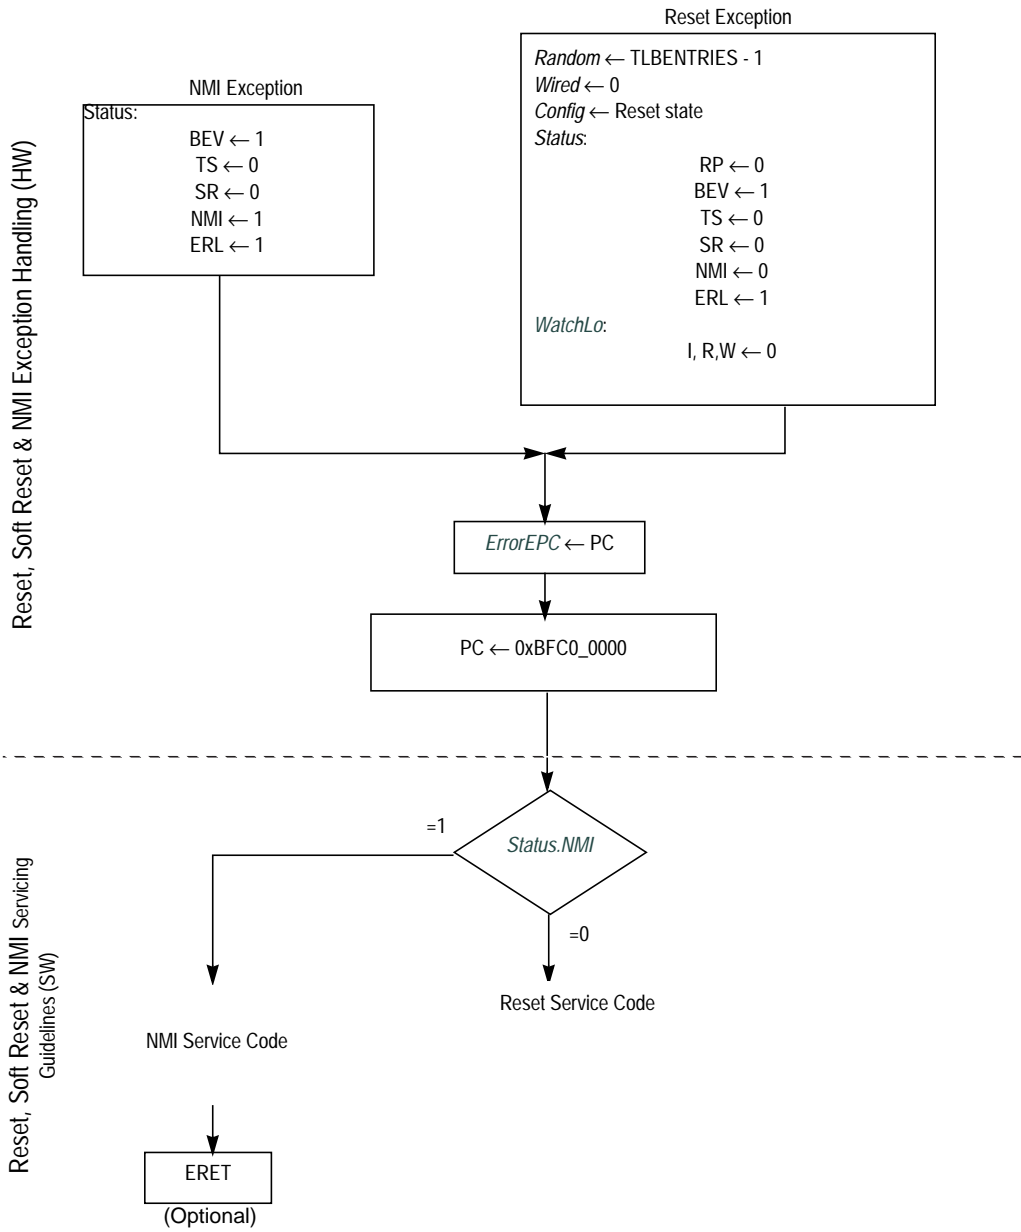 Reset Exception
Random ← TLBENTRIES - 1
Wired ← 0
Config ← Reset state
Status:
RP ← 0
BEV ← 1
TS ← 0
SR ← 0
NMI ← 0
ERL ← 1
WatchLo:
I, R,W ← 0
NMI Exception
Status:
BEV ← 1
TS ← 0
SR ← 0
NMI ← 1
ERL ← 1
Reset, Soft Reset & NMI Exception Handling (HW)
ErrorEPC ← PC
PC ← 0xBFC0_0000
Status.NMI
=1
=0
Reset, Soft Reset & NMI Servicing
Guidelines (SW)
Reset Service Code
NMI Service Code
ERET
(Optional)